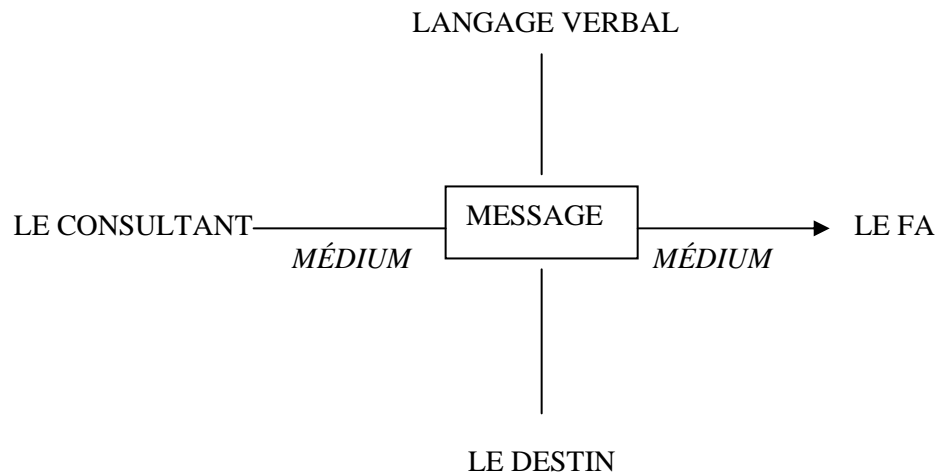 LANGAGE VERBAL
LE CONSULTANT MESSAGE LE FA
MÉDIUM MÉDIUM
LE DESTIN